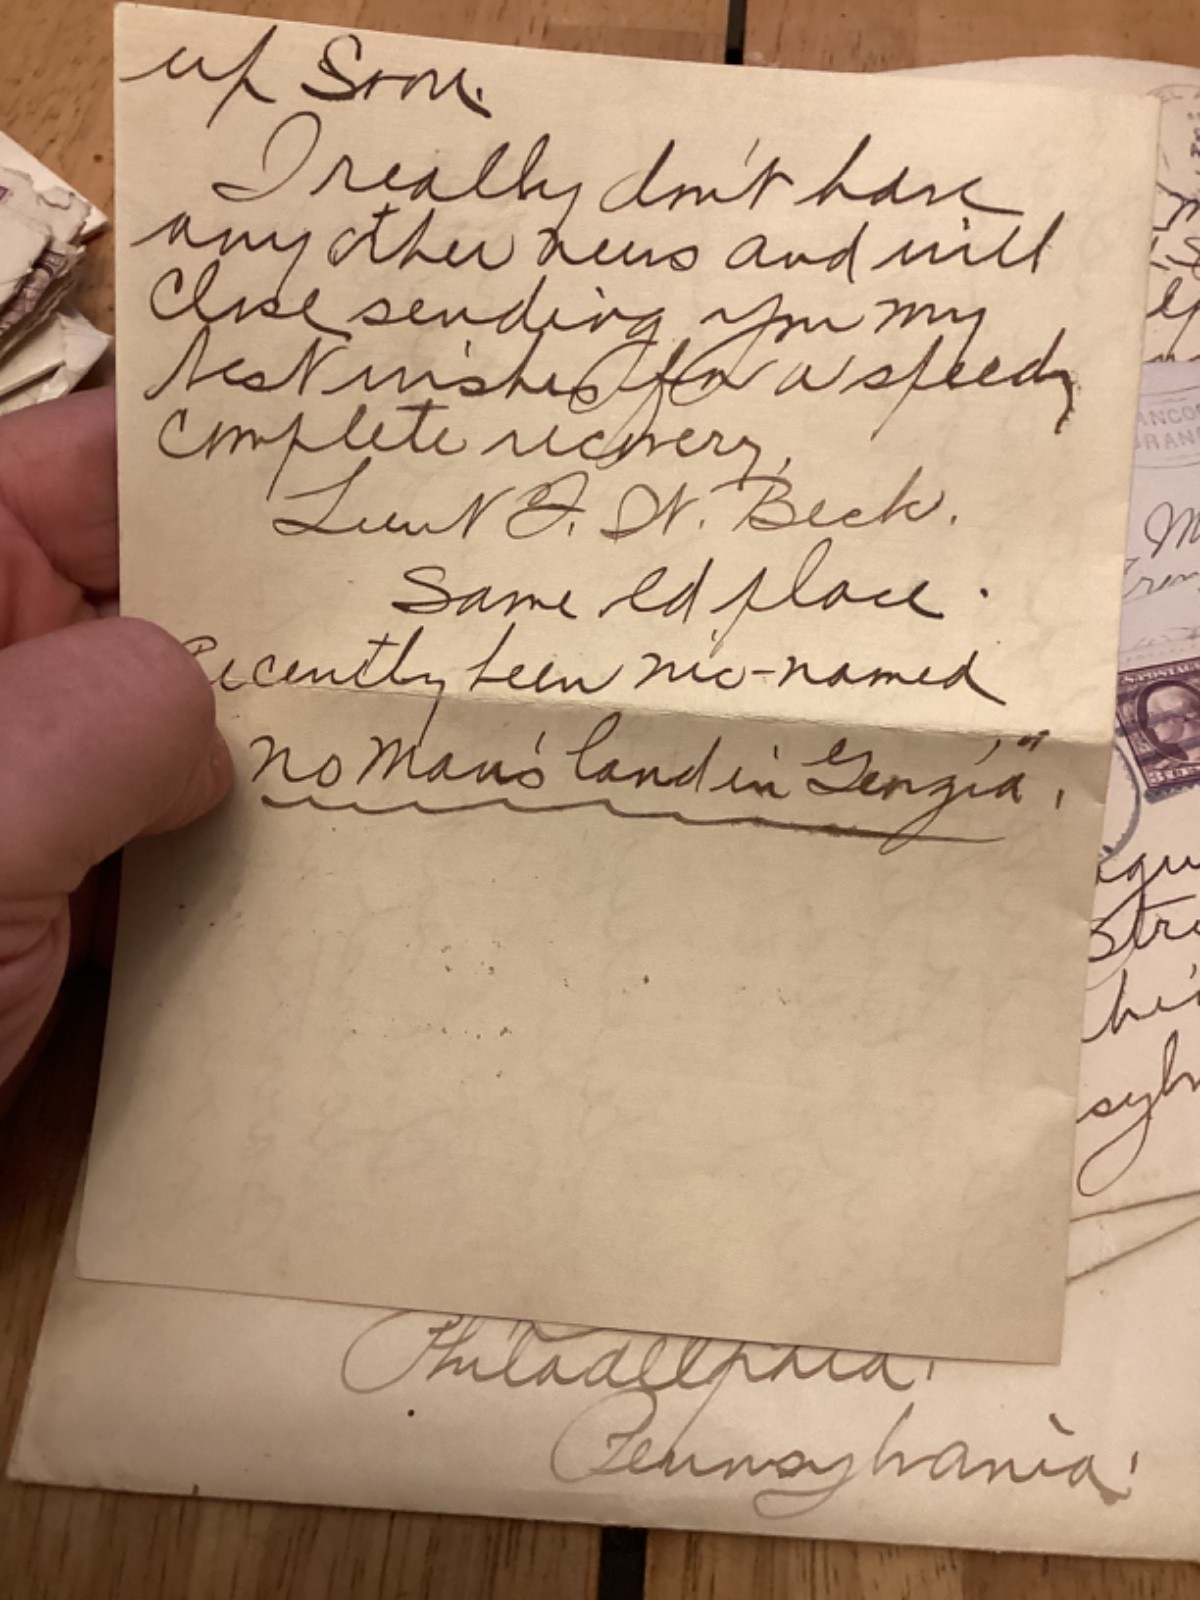 up Soon.
I really don't have
any other news and will
Close sending you my
best wishes for a speedy
complete recovery,
Lieut F. W. Beck.
Same old place.
Recently been nic-named
"no Man's land in Georgia".
Philadelphia,
Pennsylvania.